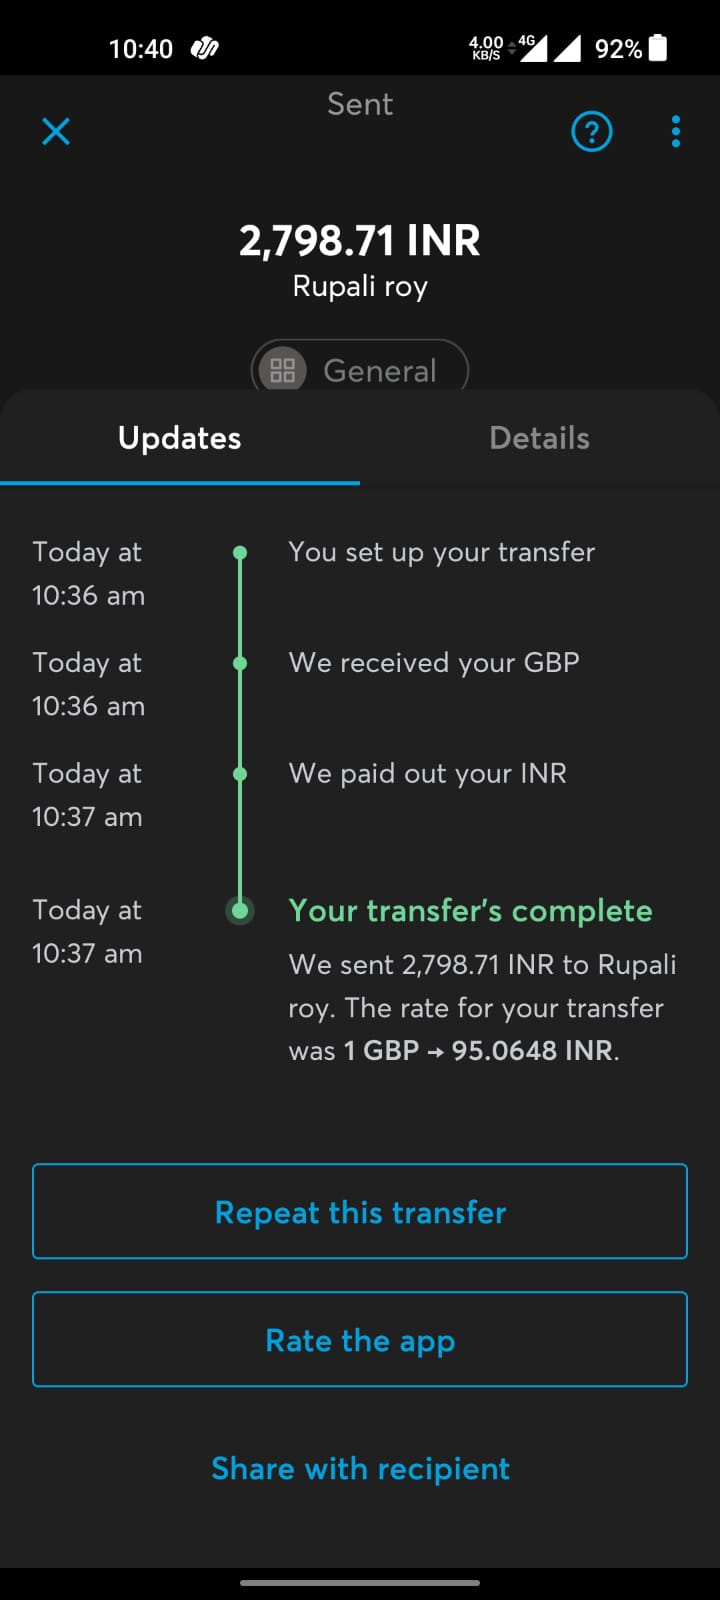 10:40
4.00 KB/S 4G 92%
Sent
?
2,798.71 INR
Rupali roy
General
Updates Details
Today at
10:36 am
You set up your transfer
Today at
10:36 am
We received your GBP
Today at
10:37 am
We paid out your INR
Today at
10:37 am
Your transfer's complete
We sent 2,798.71 INR to Rupali
roy. The rate for your transfer
was 1 GBP → 95.0648 INR.
Repeat this transfer
Rate the app
Share with recipient